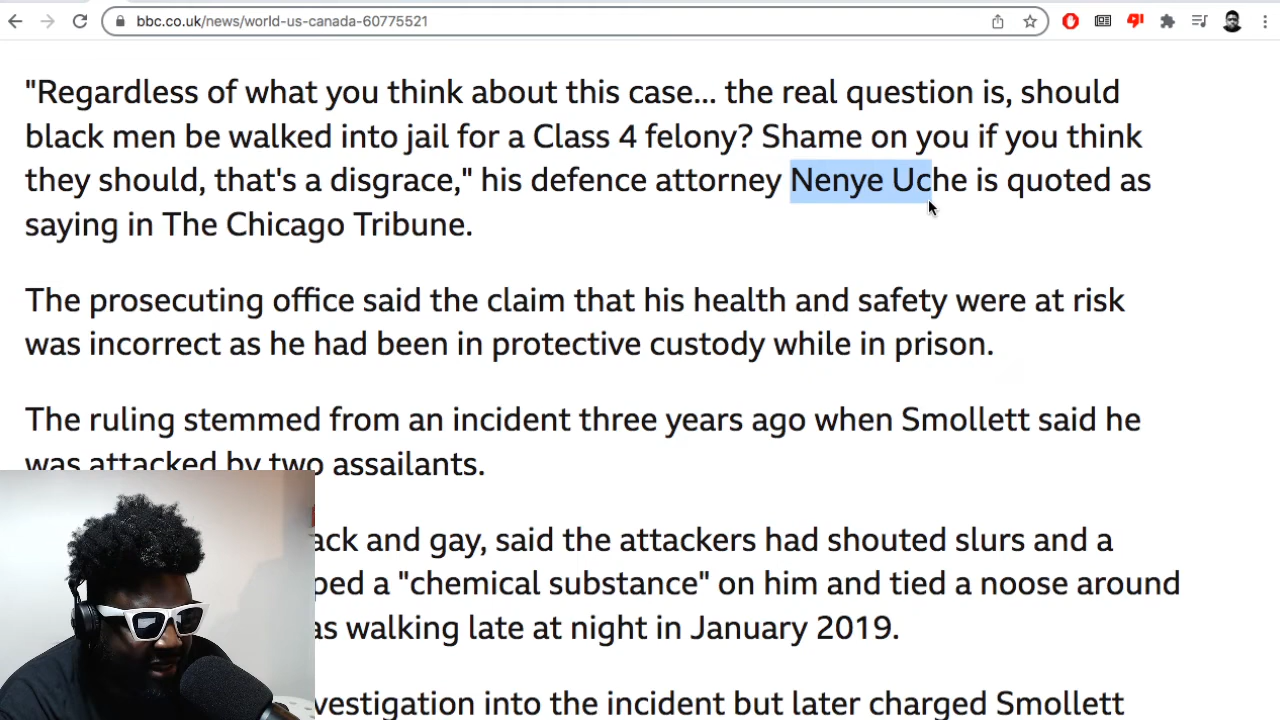 bbc.co.uk/news/world-us-canada-60775521
"Regardless of what you think about this case... the real question is, should
black men be walked into jail for a Class 4 felony? Shame on you if you think
they should, that's a disgrace," his defence attorney Nenye Uche is quoted as
saying in The Chicago Tribune.
The prosecuting office said the claim that his health and safety were at risk
was incorrect as he had been in protective custody while in prison.
The ruling stemmed from an incident three years ago when Smollett said he
was attacked by two assailants.
ack and gay, said the attackers had shouted slurs and a
ped a "chemical substance" on him and tied a noose around
as walking late at night in January 2019.
vestigation into the incident but later charged Smollett